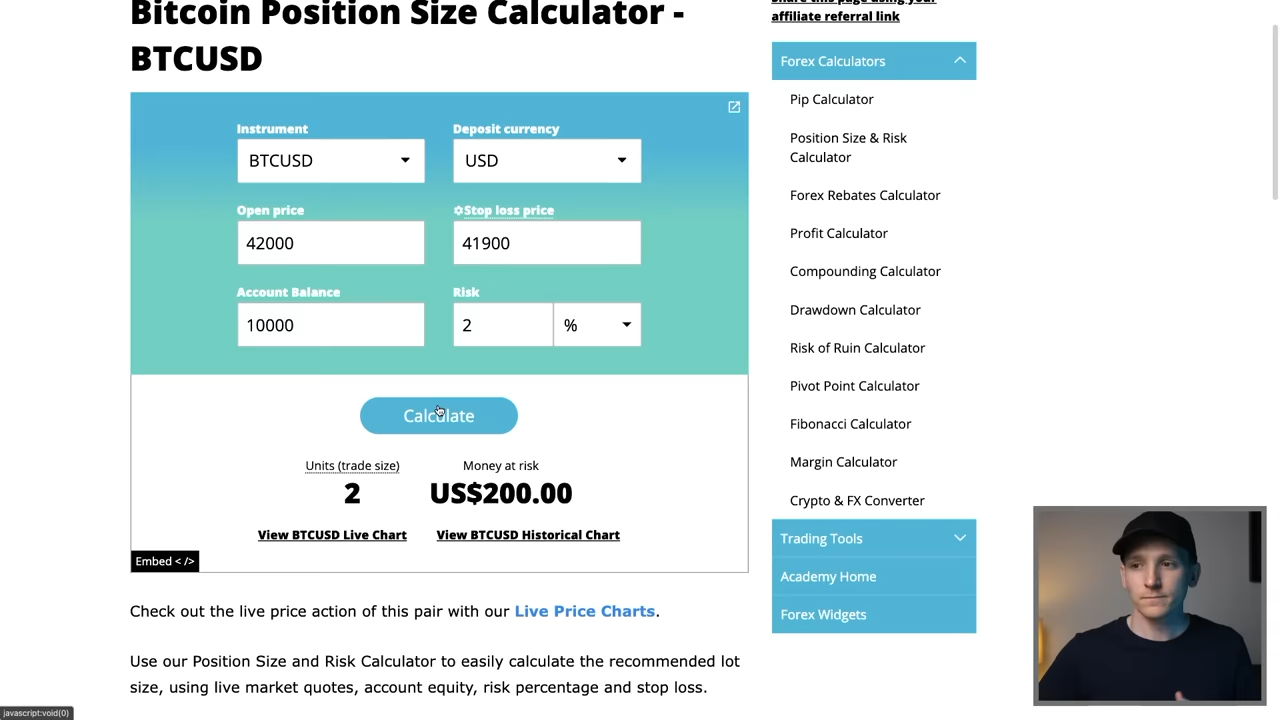 Bitcoin Position Size Calculator -
BTCUSD
Instrument
Deposit currency
BTCUSD
USD
Open price
Stop loss price
42000
41900
Account Balance
Risk
10000
2
%
Calculate
Units (trade size)
Money at risk
2
US$200.00
View BTCUSD Live Chart
View BTCUSD Historical Chart
Embed < />
Check out the live price action of this pair with our Live Price Charts.
Use our Position Size and Risk Calculator to easily calculate the recommended lot
size, using live market quotes, account equity, risk percentage and stop loss.
Share this page using your
affiliate referral link
Forex Calculators
Pip Calculator
Position Size & Risk
Calculator
Forex Rebates Calculator
Profit Calculator
Compounding Calculator
Drawdown Calculator
Risk of Ruin Calculator
Pivot Point Calculator
Fibonacci Calculator
Margin Calculator
Crypto & FX Converter
Trading Tools
Academy Home
Forex Widgets
javascript:void(0)